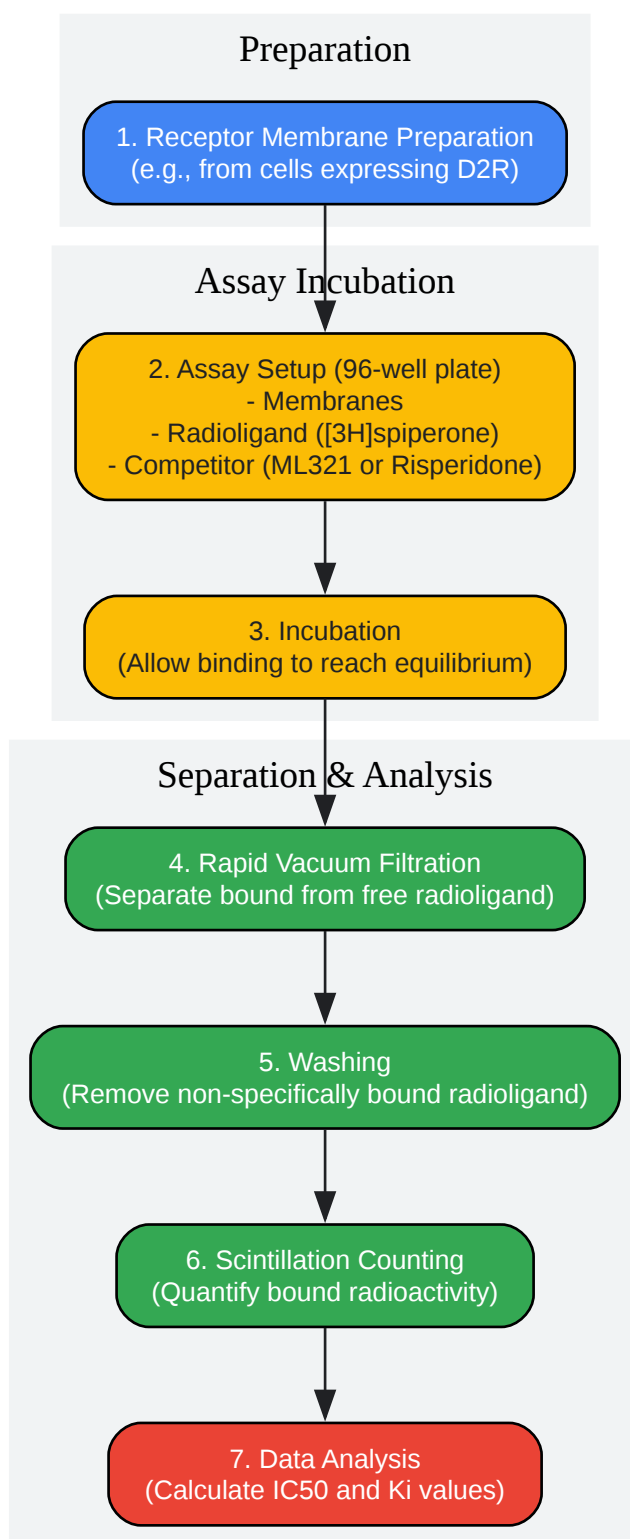 Preparation
1. Receptor Membrane Preparation
(e.g., from cells expressing D2R)
Assay Incubation
2. Assay Setup (96-well plate)
- Membranes
- Radioligand ([3H]spiperone)
- Competitor (ML321 or Risperidone)
3. Incubation
(Allow binding to reach equilibrium)
Separation & Analysis
4. Rapid Vacuum Filtration
(Separate bound from free radioligand)
5. Washing
(Remove non-specifically bound radioligand)
6. Scintillation Counting
(Quantify bound radioactivity)
7. Data Analysis
(Calculate IC50 and Ki values)